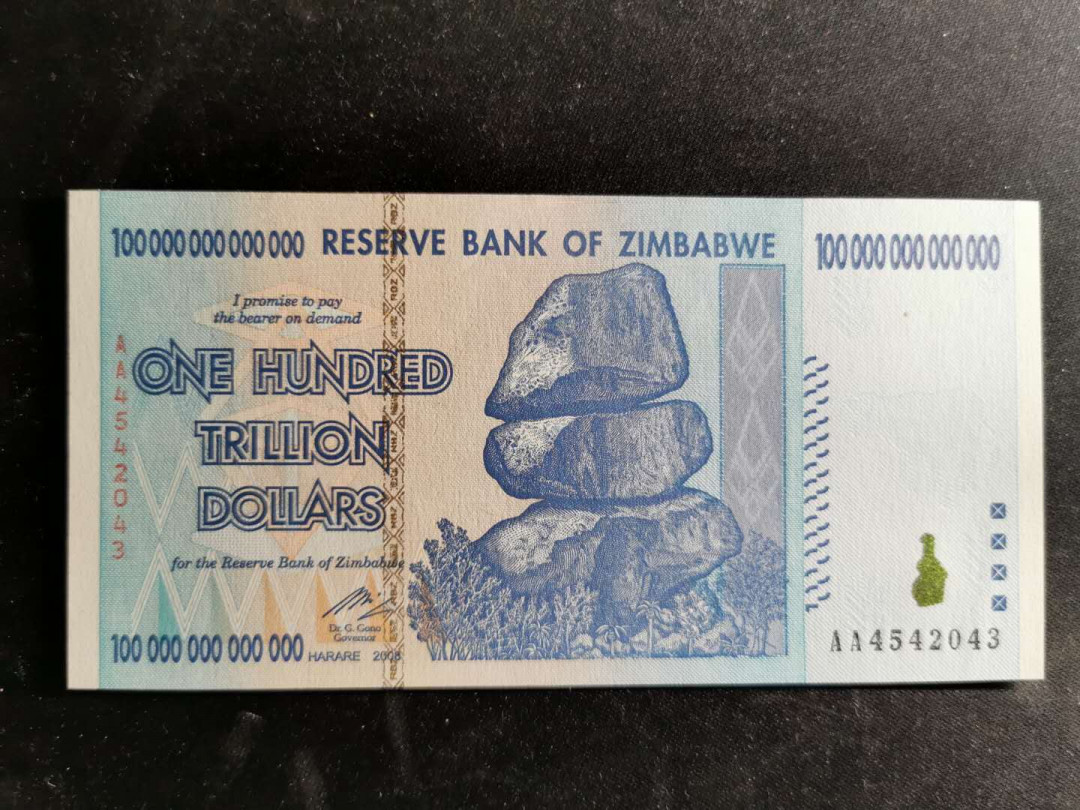 100 000 000 000 000 RESERVE BANK OF ZIMBABWE 100 000 000 000 000
I promise to pay
the bearer on demand
AA4542043
ONE HUNDRED
TRILLION
DOLLARS
for the Reserve Bank of Zimbabwe
Dr. G. Gono
Governor
100 000 000 000 000 HARARE 2008
AA4542043
RBZ